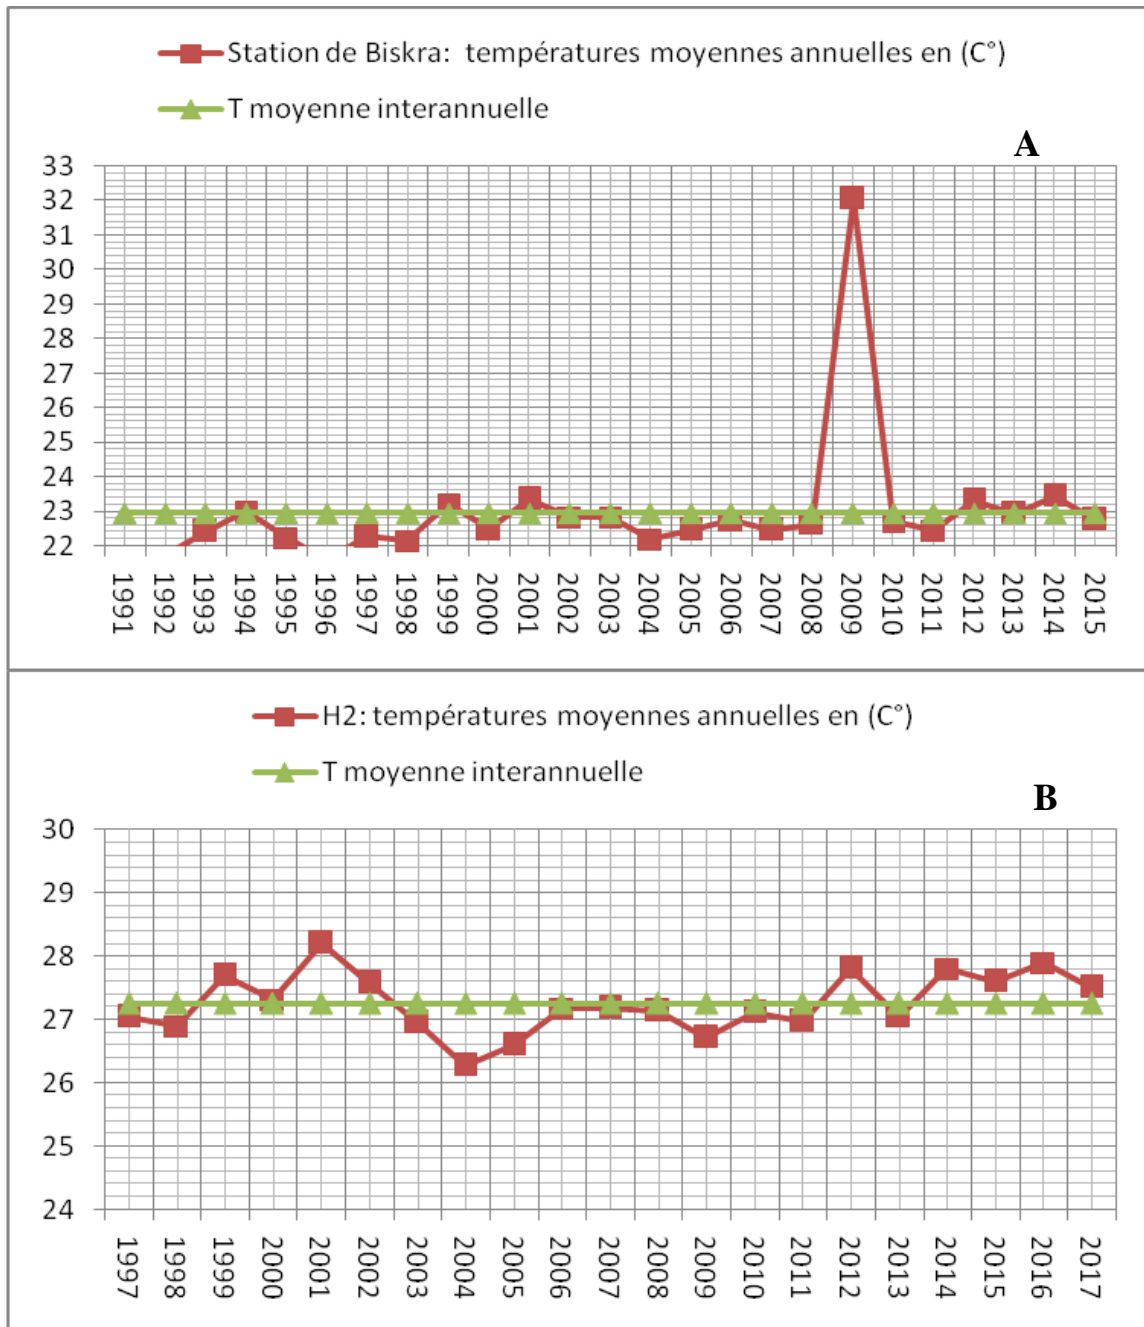 Station de Biskra: températures moyennes annuelles en (C°)
T moyenne interannuelle
A
33
32
31
30
29
28
27
26
25
24
23
22
1991 1992 1993 1994 1995 1996 1997 1998 1999 2000 2001 2002 2003 2004 2005 2006 2007 2008 2009 2010 2011 2012 2013 2014 2015
H2: températures moyennes annuelles en (C°)
T moyenne interannuelle
B
30
29
28
27
26
25
24
1997 1998 1999 2000 2001 2002 2003 2004 2005 2006 2007 2008 2009 2010 2011 2012 2013 2014 2015 2016 2017